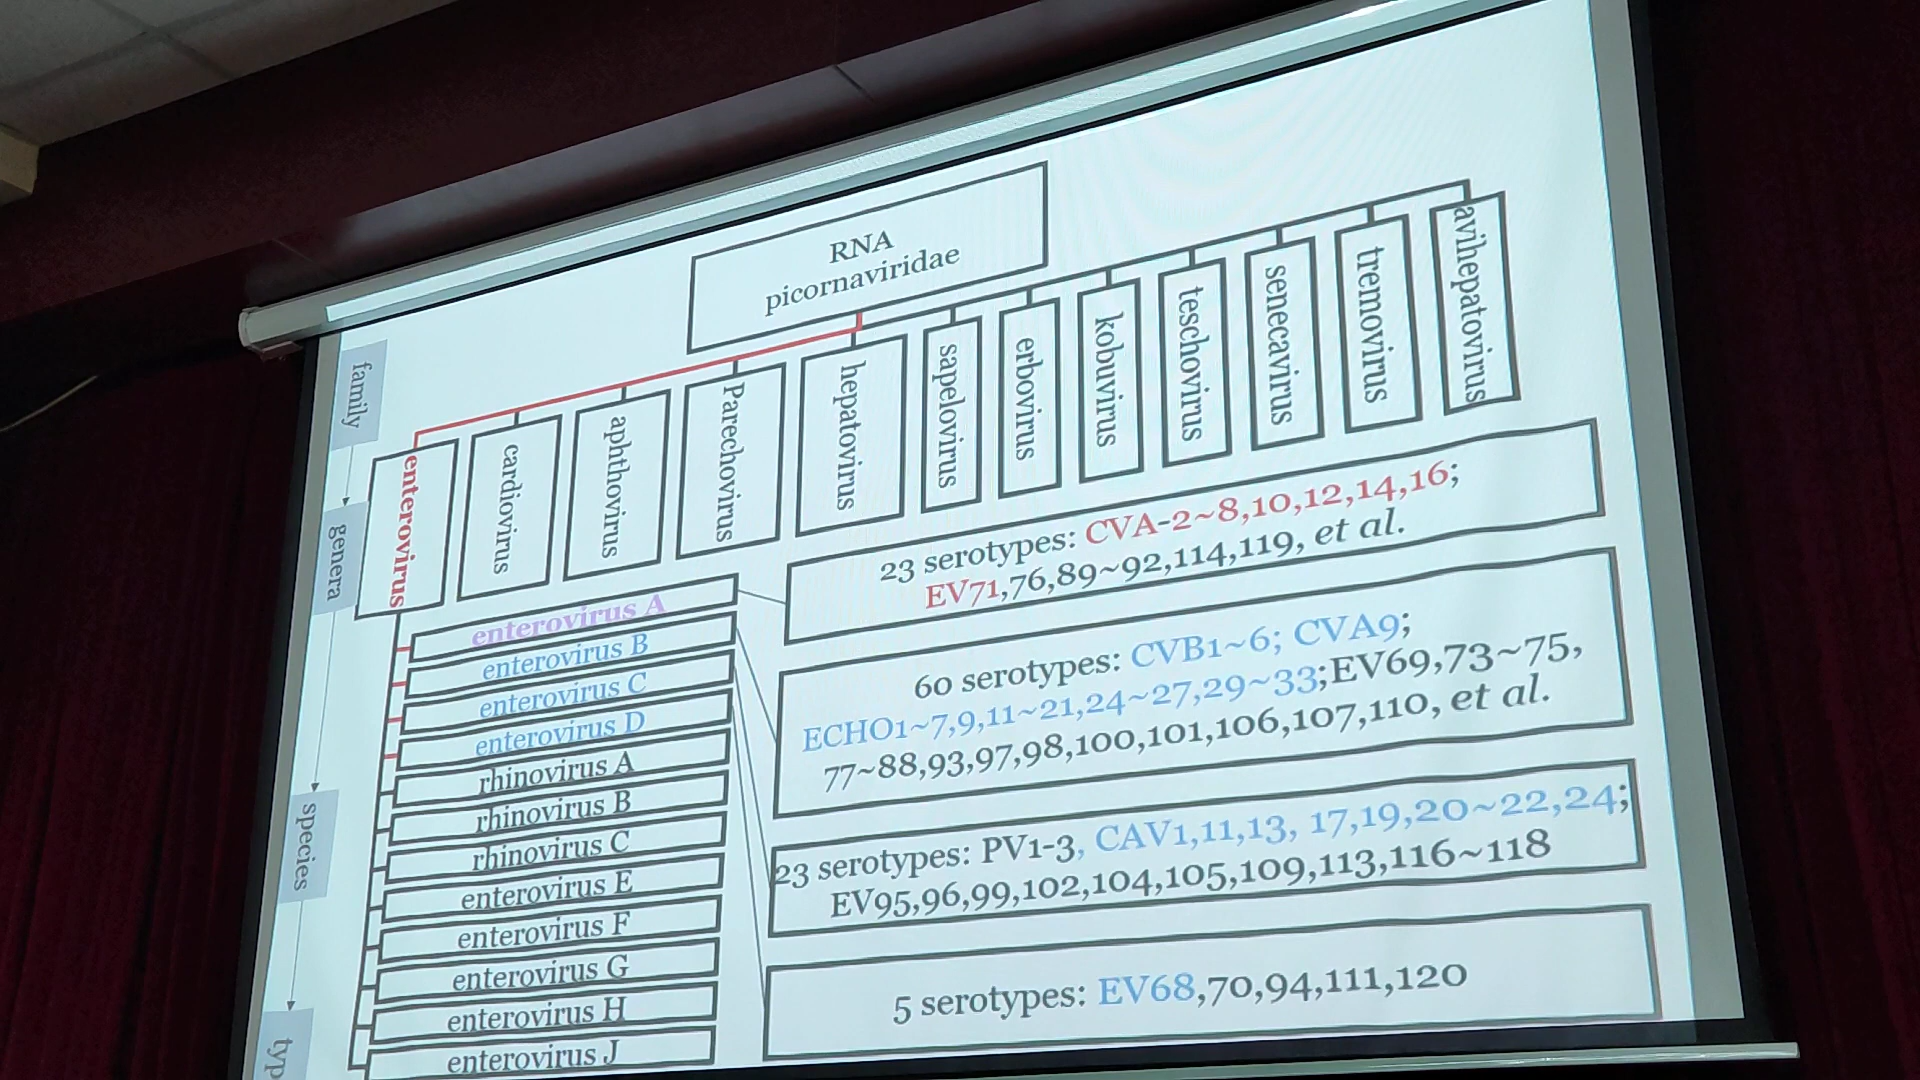 RNA
picornaviridae
family
genera
species
typ
enterovirus
cardiovirus
aphthovirus
Parechovirus
hepatovirus
sapelovirus
erbovirus
kobuvirus
teschovirus
senecavirus
tremovirus
avihepatovirus
enterovirus A
enterovirus B
enterovirus C
enterovirus D
rhinovirus A
rhinovirus B
rhinovirus C
enterovirus E
enterovirus F
enterovirus G
enterovirus H
enterovirus J
23 serotypes: CVA-2~8,10,12,14,16;
EV71,76,89~92,114,119, et al.
60 serotypes: CVB1~6; CVA9;
ECHO1~7,9,11~21,24~27,29~33;EV69,73~75,
77~88,93,97,98,100,101,106,107,110, et al.
23 serotypes: PV1-3, CAV1,11,13, 17,19,20~22,24;
EV95,96,99,102,104,105,109,113,116~118
5 serotypes: EV68,70,94,111,120